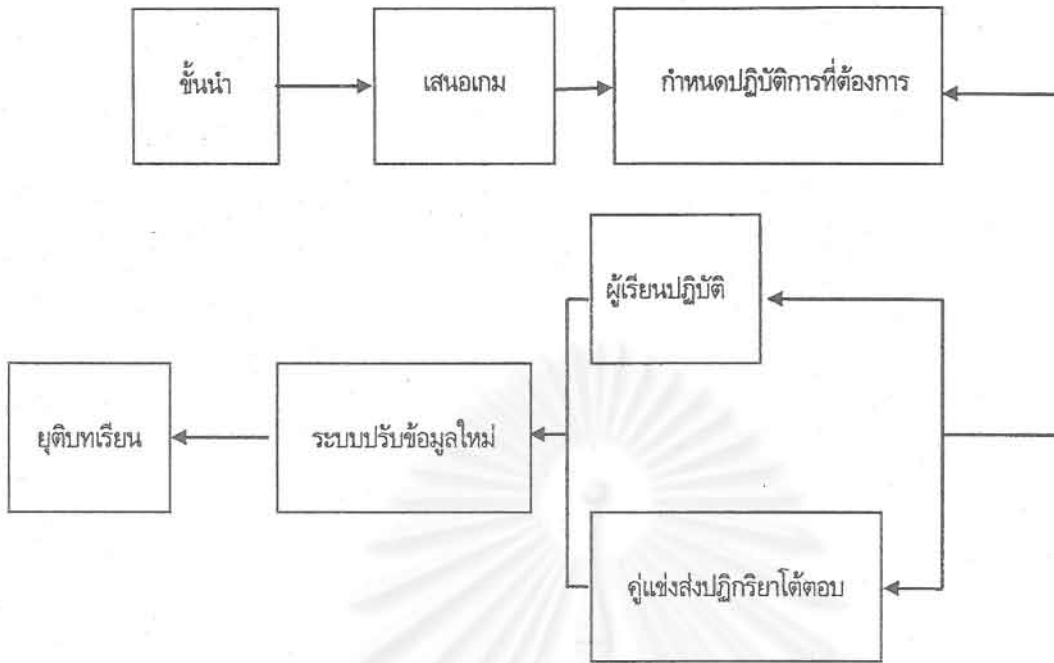 ขั้นนำ
เสนอเกม
กำหนดปฏิบัติการที่ต้องการ
ผู้เรียนปฏิบัติ
ยุติบทเรียน
ระบบปรับข้อมูลใหม่
คู่แข่งส่งปฏิกริยาโต้ตอบ